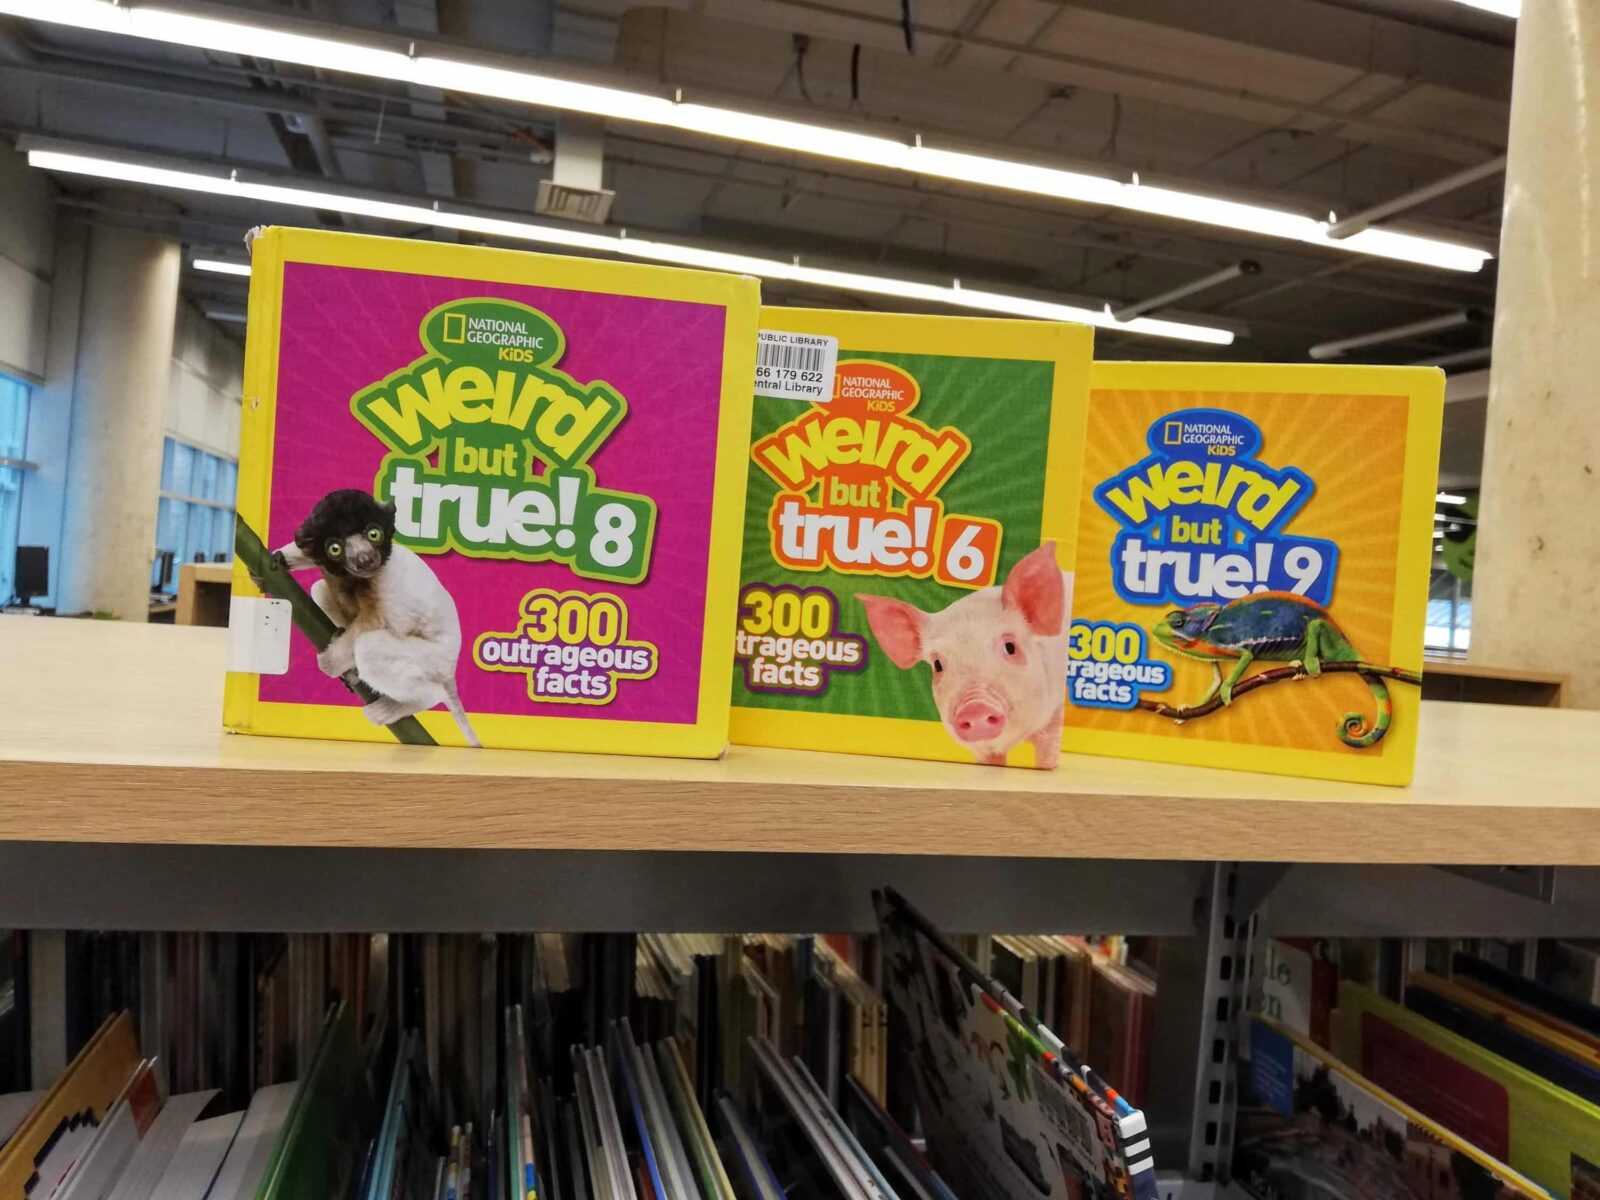 NATIONAL
GEOGRAPHIC
KiDS
weird
but
true! 8
300
outrageous
facts
PUBLIC LIBRARY
66 179 622
entral Library
NATIONAL
GEOGRAPHIC
KiDS
weird
but
true! 6
300
trageous
facts
NATIONAL
GEOGRAPHIC
KiDS
weird
but
true! 9
300
rageous
facts